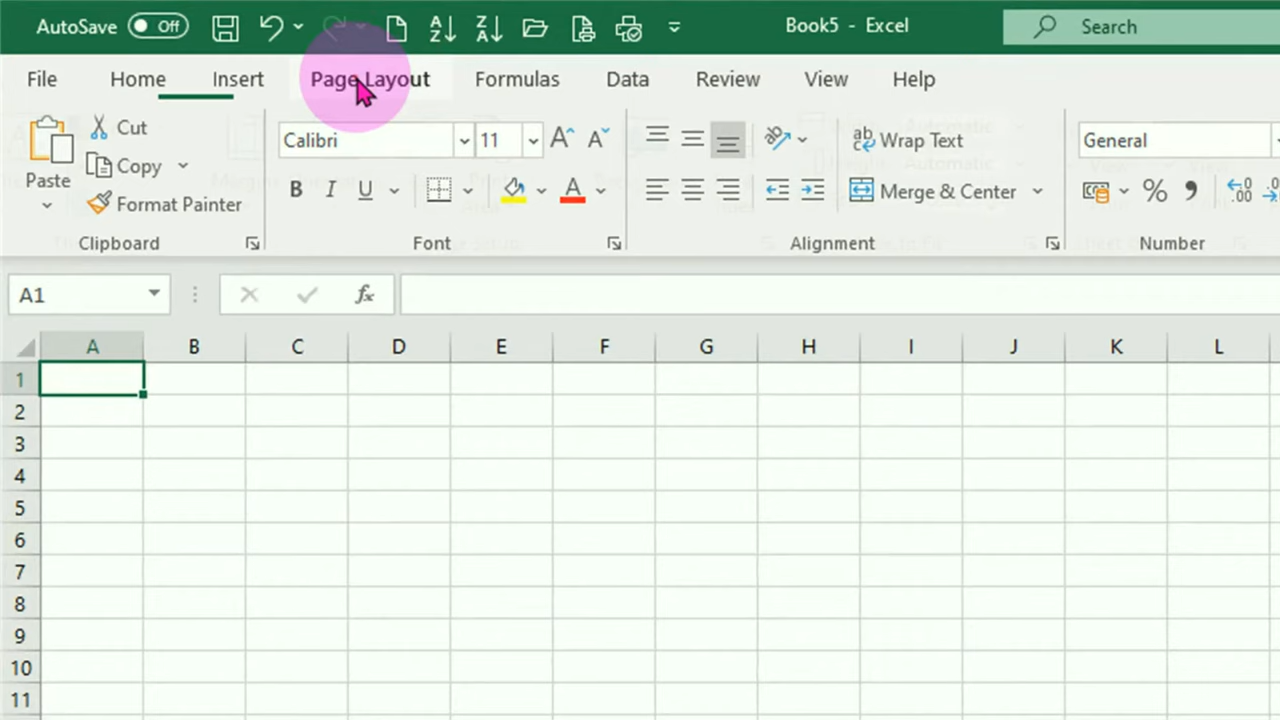 AutoSave Off Book5 - Excel Search
File Home Insert Page Layout Formulas Data Review View Help
Cut Calibri 11 Wrap Text General
Copy
Paste Format Painter B I U A Merge & Center %
Clipboard Font Alignment Number
A1 fx
A B C D E F G H I J K L
1
2
3
4
5
6
7
8
9
10
11